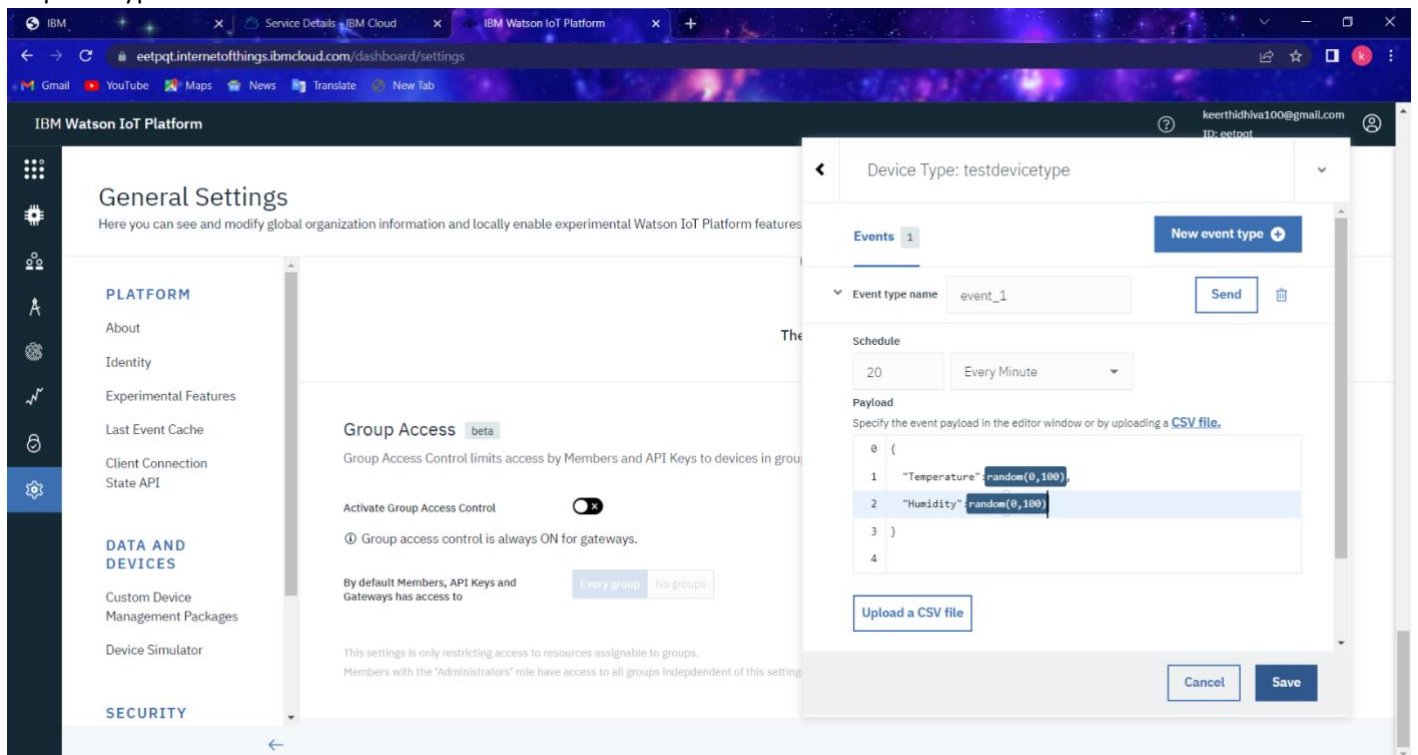 IBM
Service Details - IBM Cloud
IBM Watson IoT Platform
eetpqt.internetofthings.ibmcloud.com/dashboard/settings
k
Gmail YouTube Maps News Translate New Tab
IBM Watson IoT Platform
keerthidhiva100@gmail.com
ID: eetpqt
General Settings
Here you can see and modify global organization information and locally enable experimental Watson IoT Platform features
PLATFORM
About
Identity
Experimental Features
Last Event Cache
Client Connection
State API
DATA AND
DEVICES
Custom Device
Management Packages
Device Simulator
SECURITY
The
Group Access beta
Group Access Control limits access by Members and API Keys to devices in grou
Activate Group Access Control
Group access control is always ON for gateways.
By default Members, API Keys and
Gateways has access to
Every group No groups
This settings is only restricting access to resources assignable to groups.
Members with the 'Administrators' role have access to all groups indepdendent of this setting
Device Type: testdevicetype
Events 1
New event type
Event type name event_1 Send
Schedule
20 Every Minute
Payload
Specify the event payload in the editor window or by uploading a CSV file.
0 {
1 "Temperature":random(0,100),
2 "Humidity":random(0,100)
3 }
4
Upload a CSV file
Cancel Save